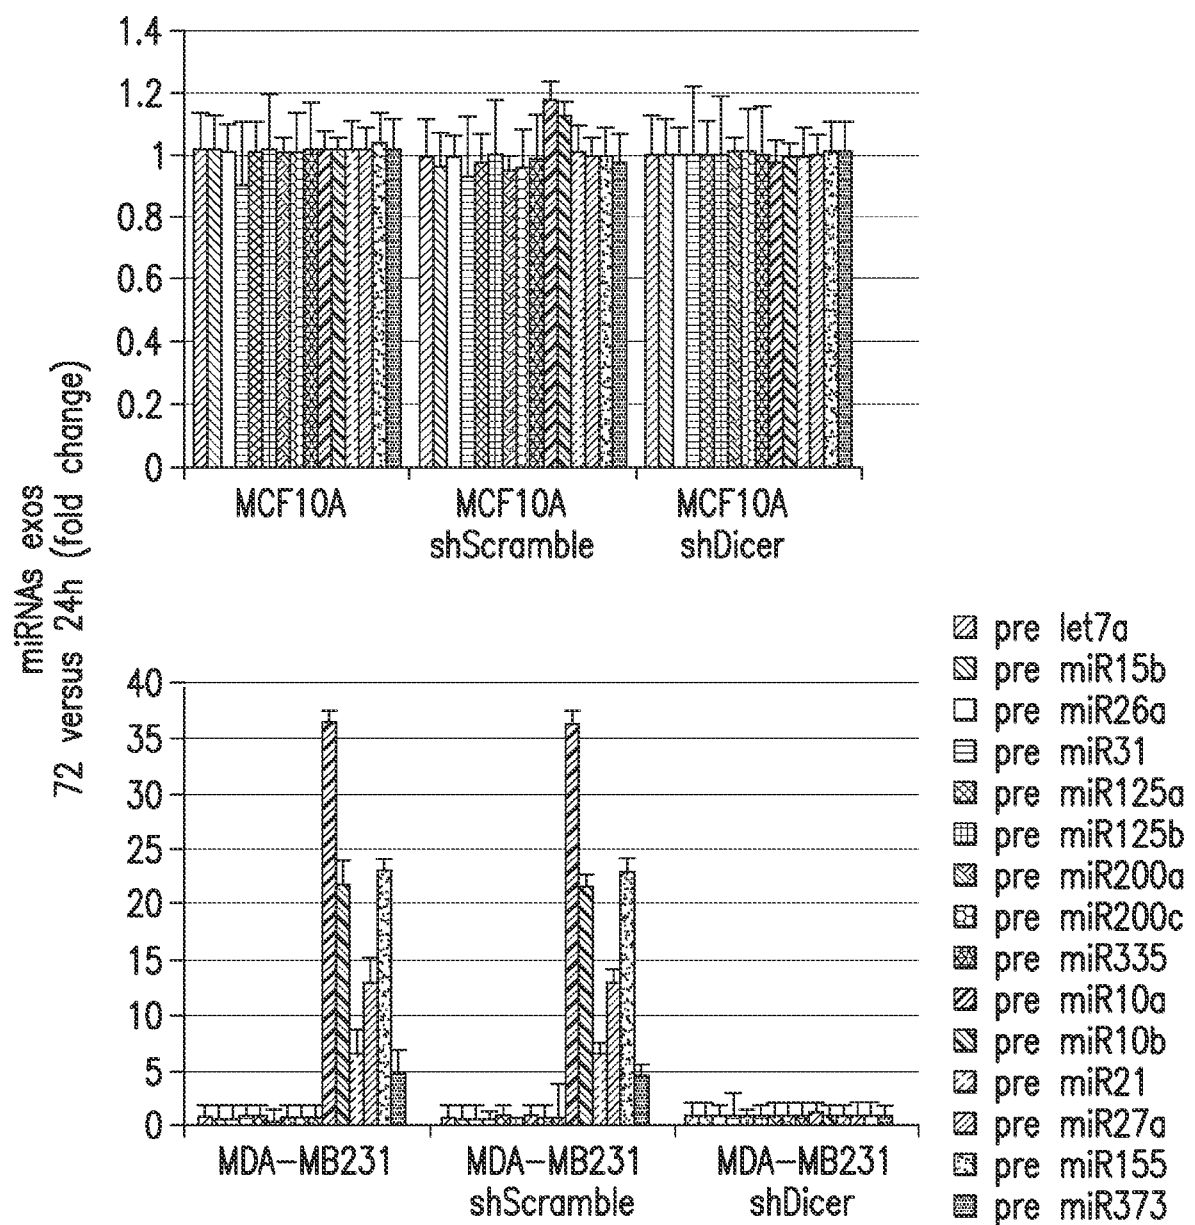 miRNAs exos
72 versus 24h (fold change)
1.4
1.2
1
0.8
0.6
0.4
0.2
0
MCF10A
MCF10A
shScramble
MCF10A
shDicer
40
35
30
25
20
15
10
5
0
MDA-MB231
MDA-MB231
shScramble
MDA-MB231
shDicer
pre let7a
pre miR15b
pre miR26a
pre miR31
pre miR125a
pre miR125b
pre miR200a
pre miR200c
pre miR335
pre miR10a
pre miR10b
pre miR21
pre miR27a
pre miR155
pre miR373